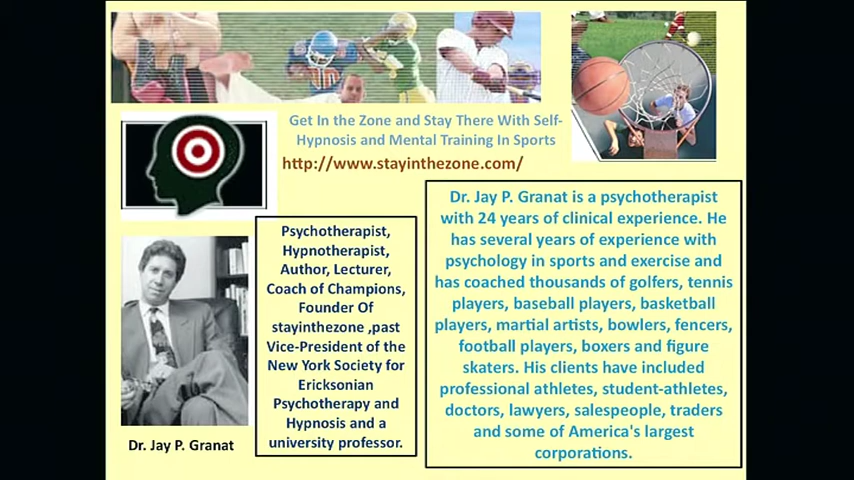 Get In the Zone and Stay There With Self-
Hypnosis and Mental Training In Sports
http://www.stayinthezone.com/
Psychotherapist,
Hypnotherapist,
Author, Lecturer,
Coach of Champions,
Founder Of
stayinthezone ,past
Vice-President of the
New York Society for
Ericksonian
Psychotherapy and
Hypnosis and a
university professor.
Dr. Jay P. Granat
Dr. Jay P. Granat is a psychotherapist
with 24 years of clinical experience. He
has several years of experience with
psychology in sports and exercise and
has coached thousands of golfers, tennis
players, baseball players, basketball
players, martial artists, bowlers, fencers,
football players, boxers and figure
skaters. His clients have included
professional athletes, student-athletes,
doctors, lawyers, salespeople, traders
and some of America's largest
corporations.